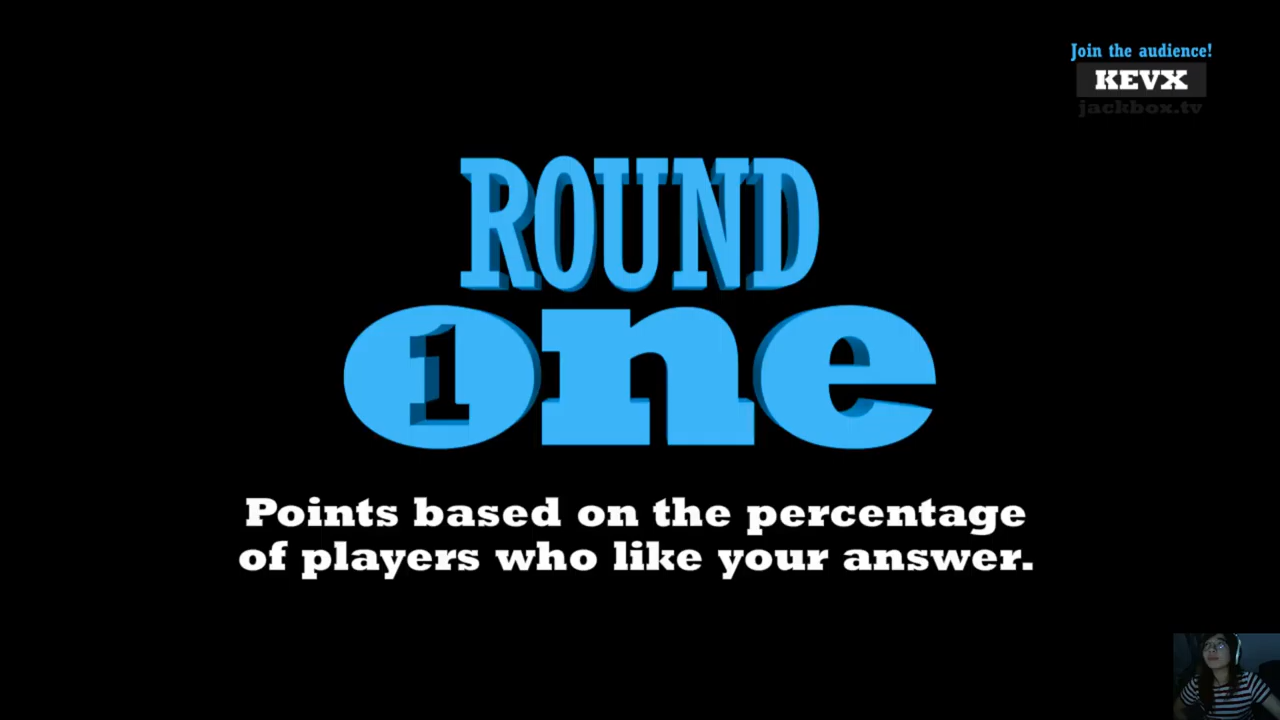 Join the audience!
KEVX
jackbox.tv
ROUND
One
1
Points based on the percentage
of players who like your answer.